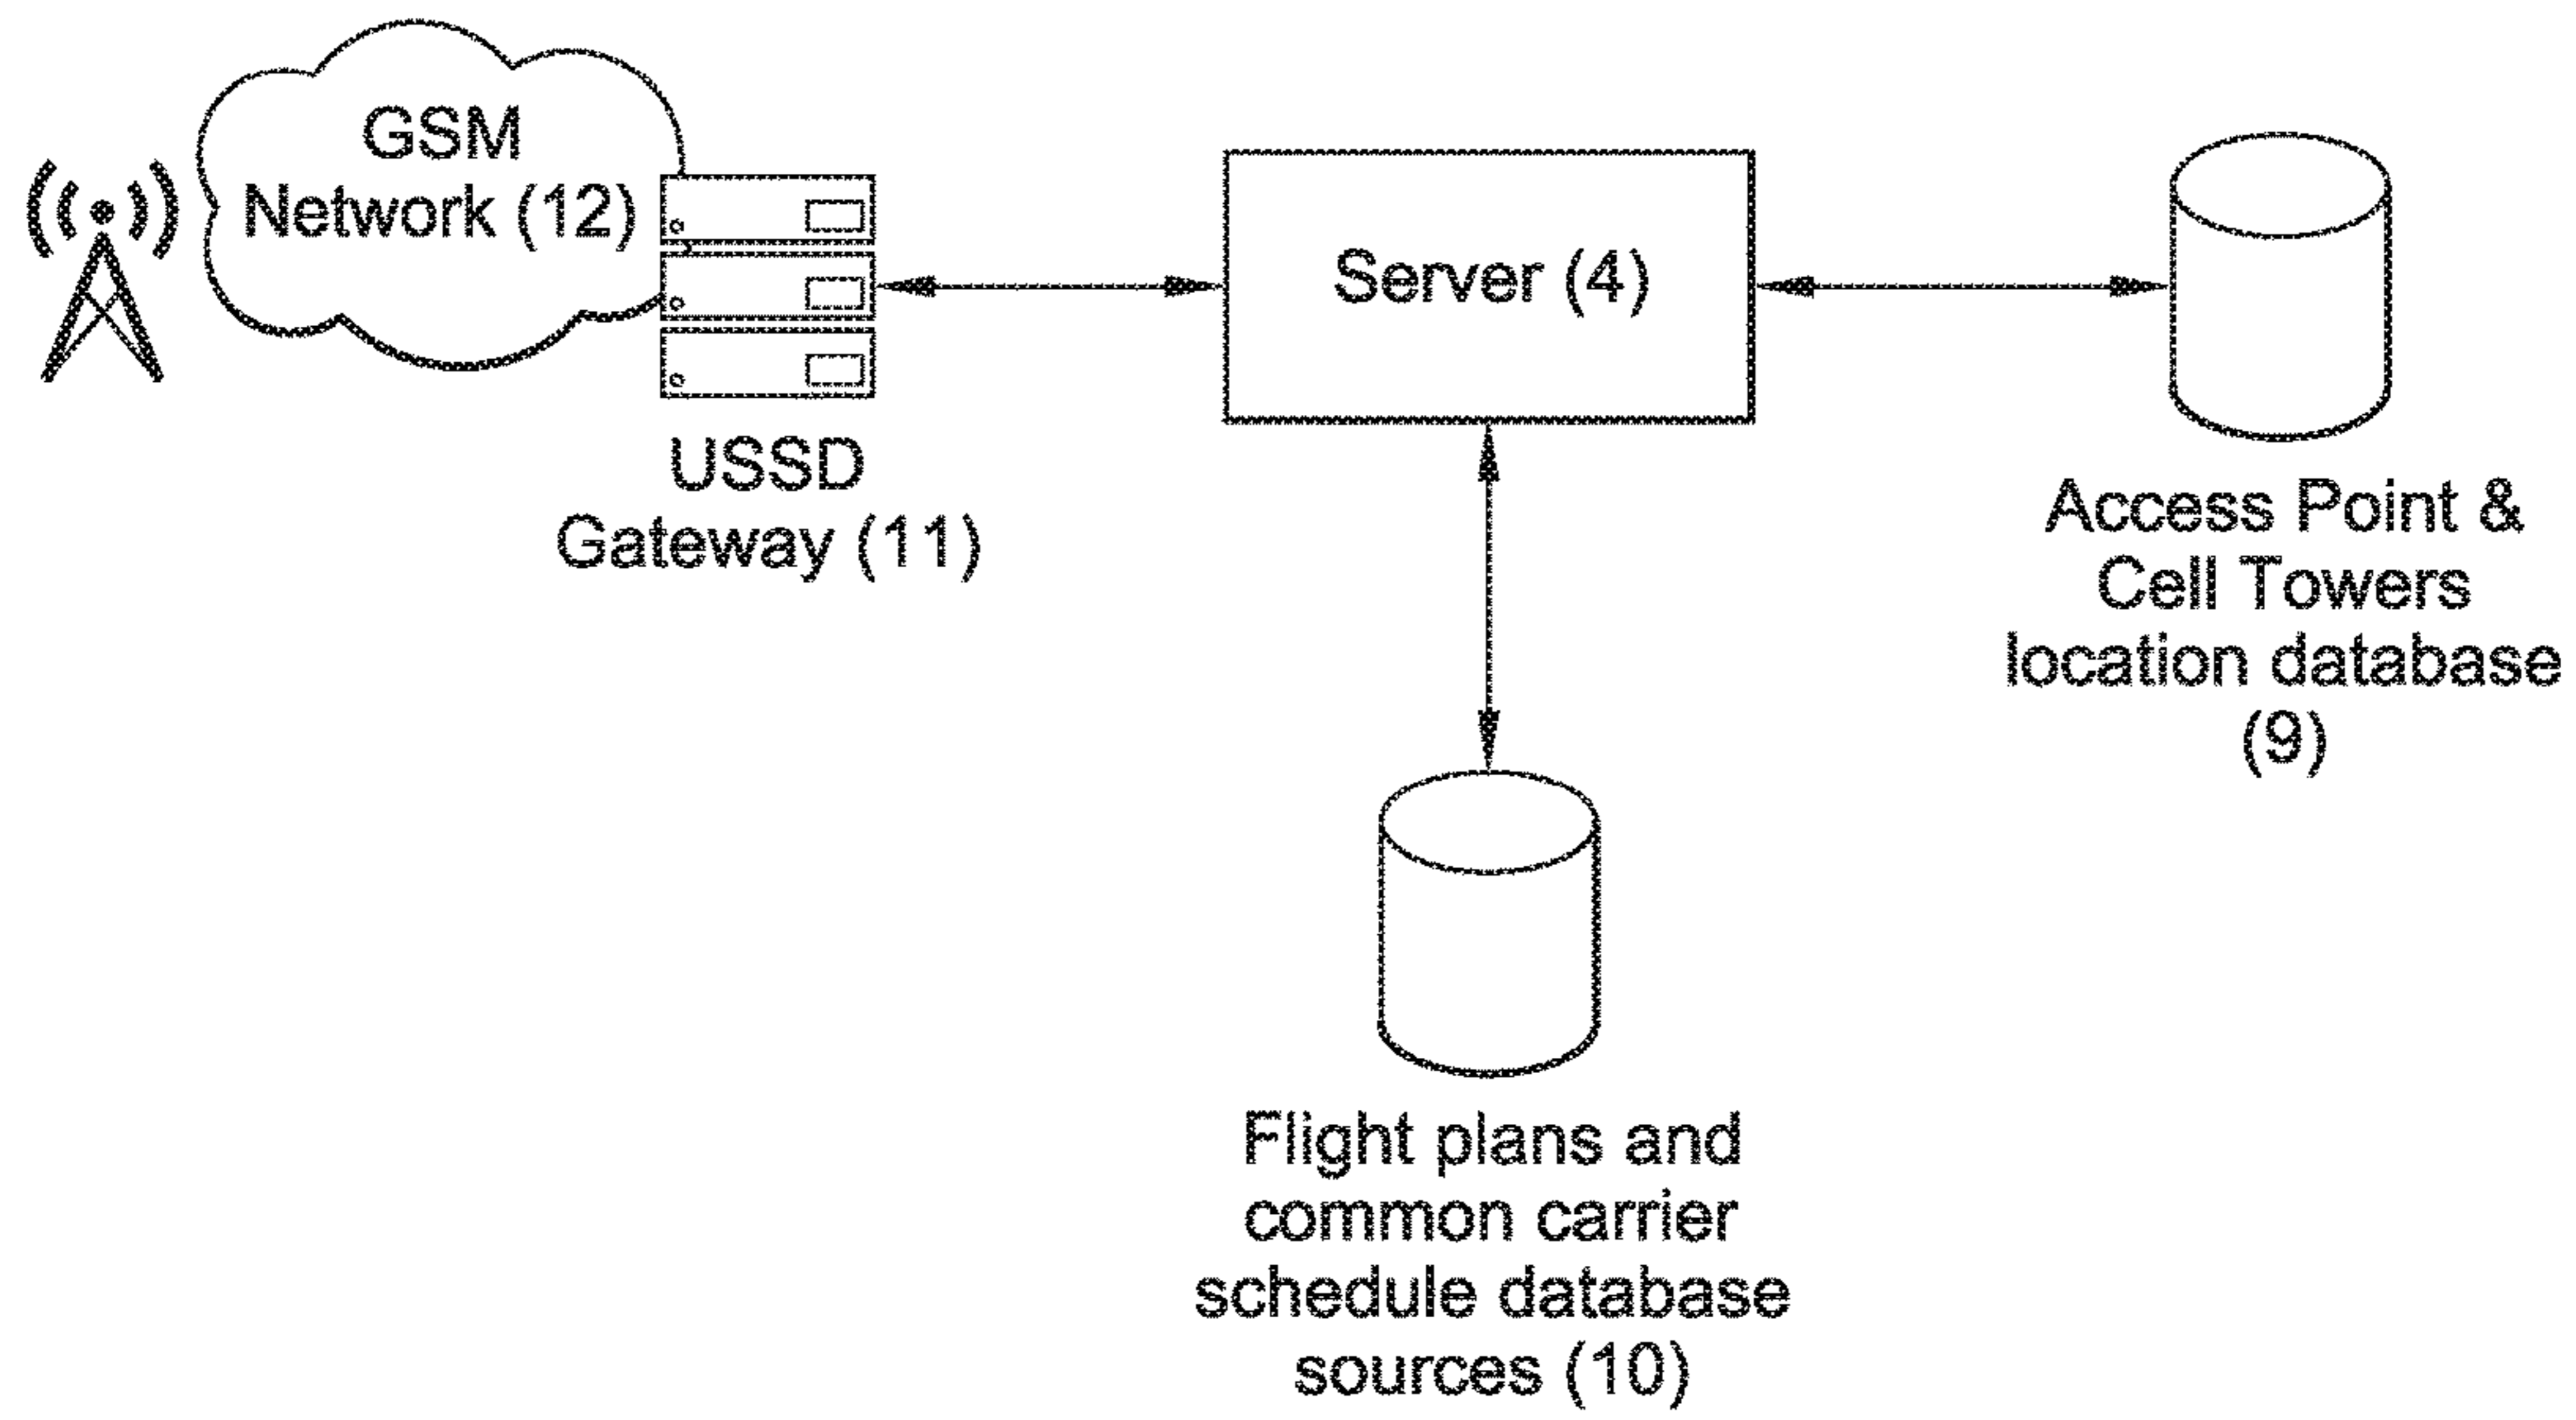 GSM
Network (12)
USSD
Gateway (11)
Server (4)
Access Point &
Cell Towers
location database
(9)
Flight plans and
common carrier
schedule database
sources (10)